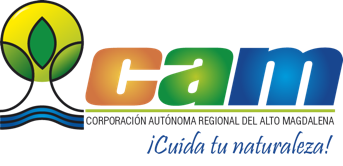 cam
CORPORACIÓN AUTÓNOMA REGIONAL DEL ALTO MAGDALENA
¡Cuida tu naturaleza!